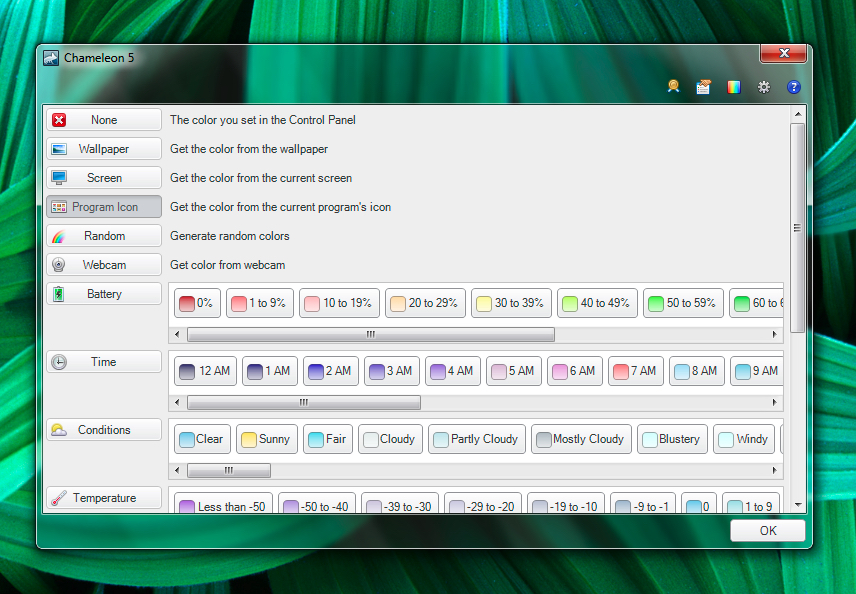 Chameleon 5
?
None The color you set in the Control Panel
Wallpaper Get the color from the wallpaper
Screen Get the color from the current screen
Program Icon Get the color from the current program's icon
Random Generate random colors
Webcam Get color from webcam
Battery 0% 1 to 9% 10 to 19% 20 to 29% 30 to 39% 40 to 49% 50 to 59% 60 to 6
Time 12 AM 1 AM 2 AM 3 AM 4 AM 5 AM 6 AM 7 AM 8 AM 9 AM
Conditions Clear Sunny Fair Cloudy Partly Cloudy Mostly Cloudy Blustery Windy
Temperature Less than -50 -50 to -40 -39 to -30 -29 to -20 -19 to -10 -9 to -1 0 1 to 9
OK